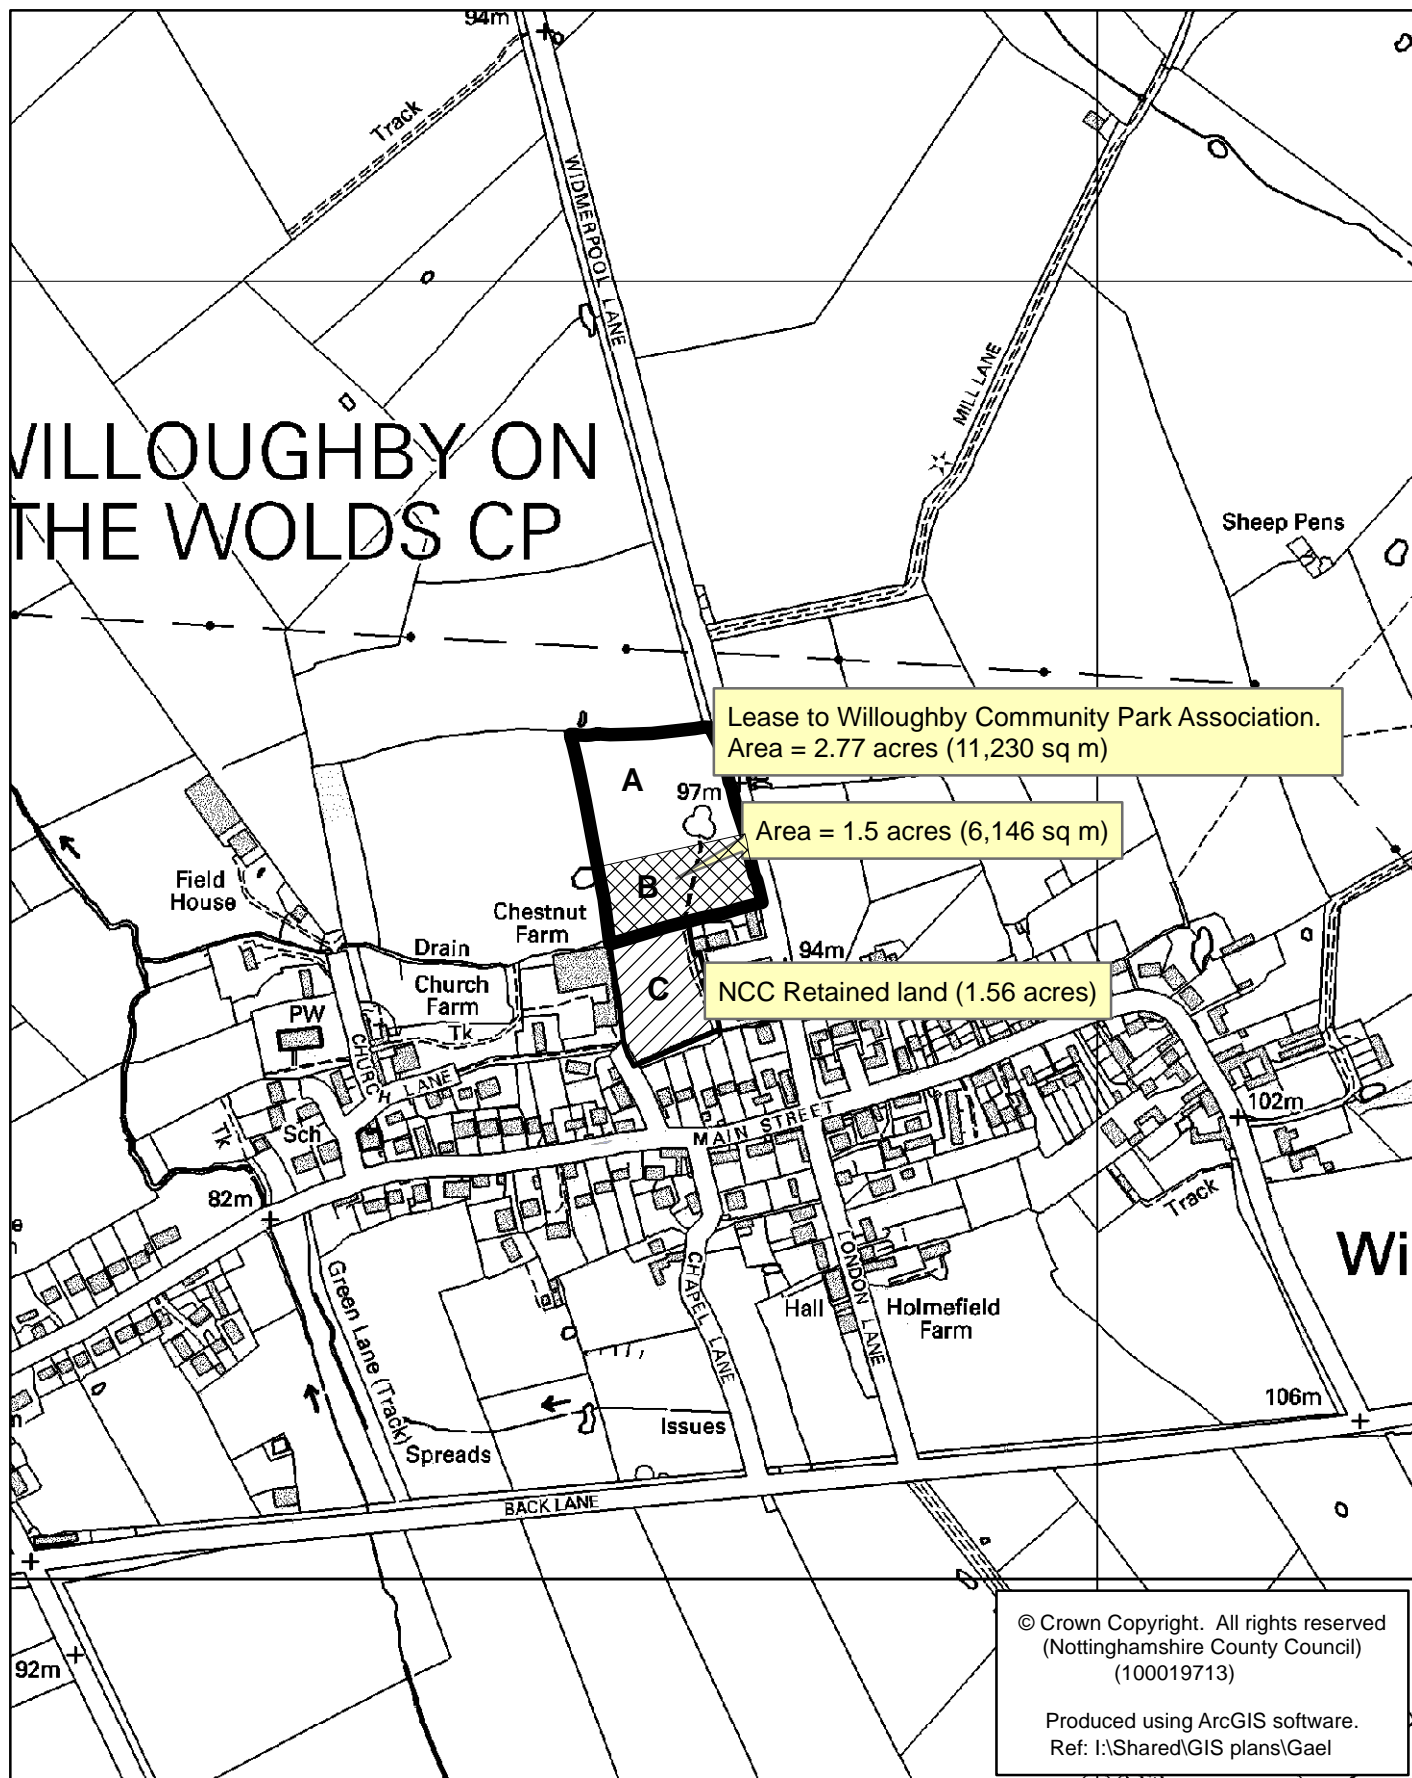 94m
Track
WIDMERPOOL LANE
MILL LANE
VILLOUGHBY ON
THE WOLDS CP
Sheep Pens
Lease to Willoughby Community Park Association.
Area = 2.77 acres (11,230 sq m)
A
97m
Area = 1.5 acres (6,146 sq m)
B
Field
House
Chestnut
Farm
Drain
94m
Church
Farm
C
NCC Retained land (1.56 acres)
PW
Tk
CHURCH LANE
MAIN STREET
102m
Tk
Sch
82m
Track
e
Green Lane (Track)
CHAPEL LANE
LONDON LANE
Wi
Hall
Holmefield
Farm
106m
Issues
Spreads
BACK LANE
92m
© Crown Copyright. All rights reserved
(Nottinghamshire County Council)
(100019713)
Produced using ArcGIS software.
Ref: I:\Shared\GIS plans\Gael